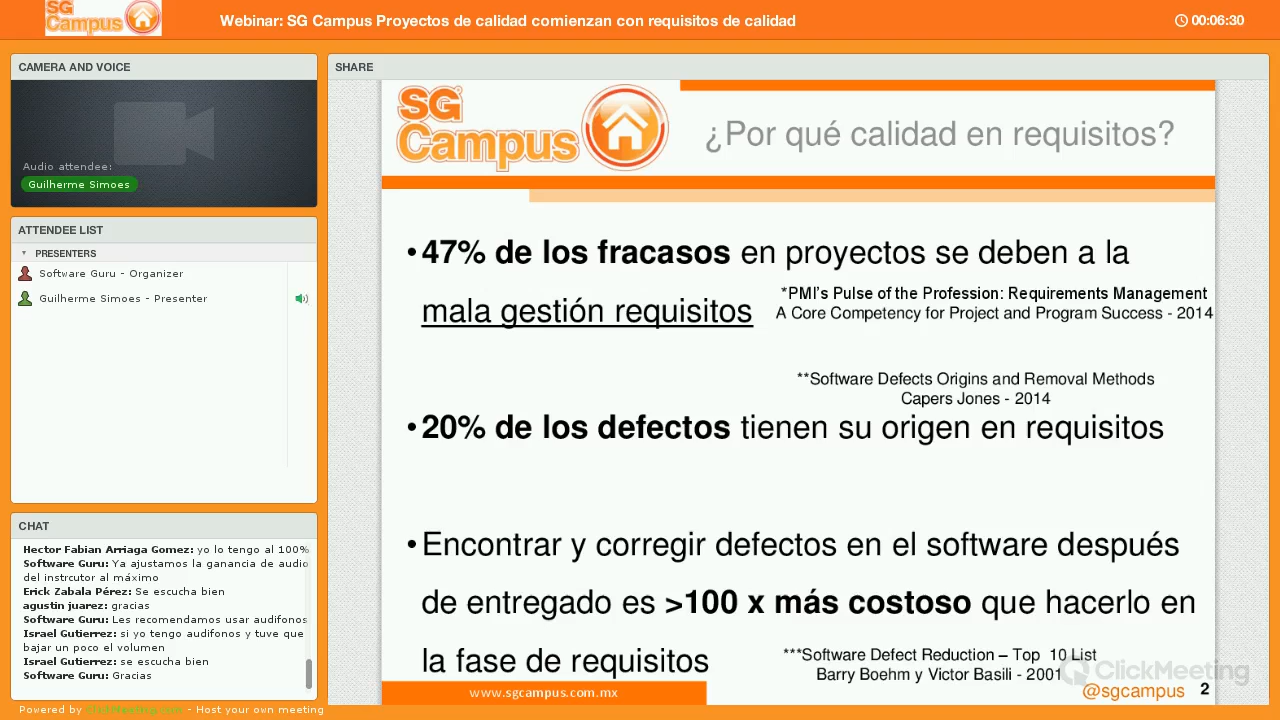 SG Campus
Webinar: SG Campus Proyectos de calidad comienzan con requisitos de calidad
00:06:30
CAMERA AND VOICE
Audio attendee:
Guilherme Simoes
ATTENDEE LIST
PRESENTERS
Software Guru - Organizer
Guilherme Simoes - Presenter
CHAT
Hector Fabian Arriaga Gomez: yo lo tengo al 100%
Software Guru: Ya ajustamos la ganancia de audio
del instrcutor al máximo
Erick Zabala Pérez: Se escucha bien
agustin juarez: gracias
Software Guru: Les recomendamos usar audifonos
Israel Gutierrez: si yo tengo audifonos y tuve que
bajar un poco el volumen
Israel Gutierrez: se escucha bien
Software Guru: Gracias
Powered by
- Host your own meeting
SHARE
SG
Campus
¿Por qué calidad en requisitos?
•47% de los fracasos en proyectos se deben a la
mala gestión requisitos
*PMI's Pulse of the Profession: Requirements Management
A Core Competency for Project and Program Success - 2014
**Software Defects Origins and Removal Methods
Capers Jones - 2014
•20% de los defectos tienen su origen en requisitos
•Encontrar y corregir defectos en el software después
de entregado es >100 x más costoso que hacerlo en
la fase de requisitos
***Software Defect Reduction – Top 10 List
Barry Boehm y Victor Basili - 2001
ClickMeeting
www.sgcampus.com.mx
@sgcampus
2